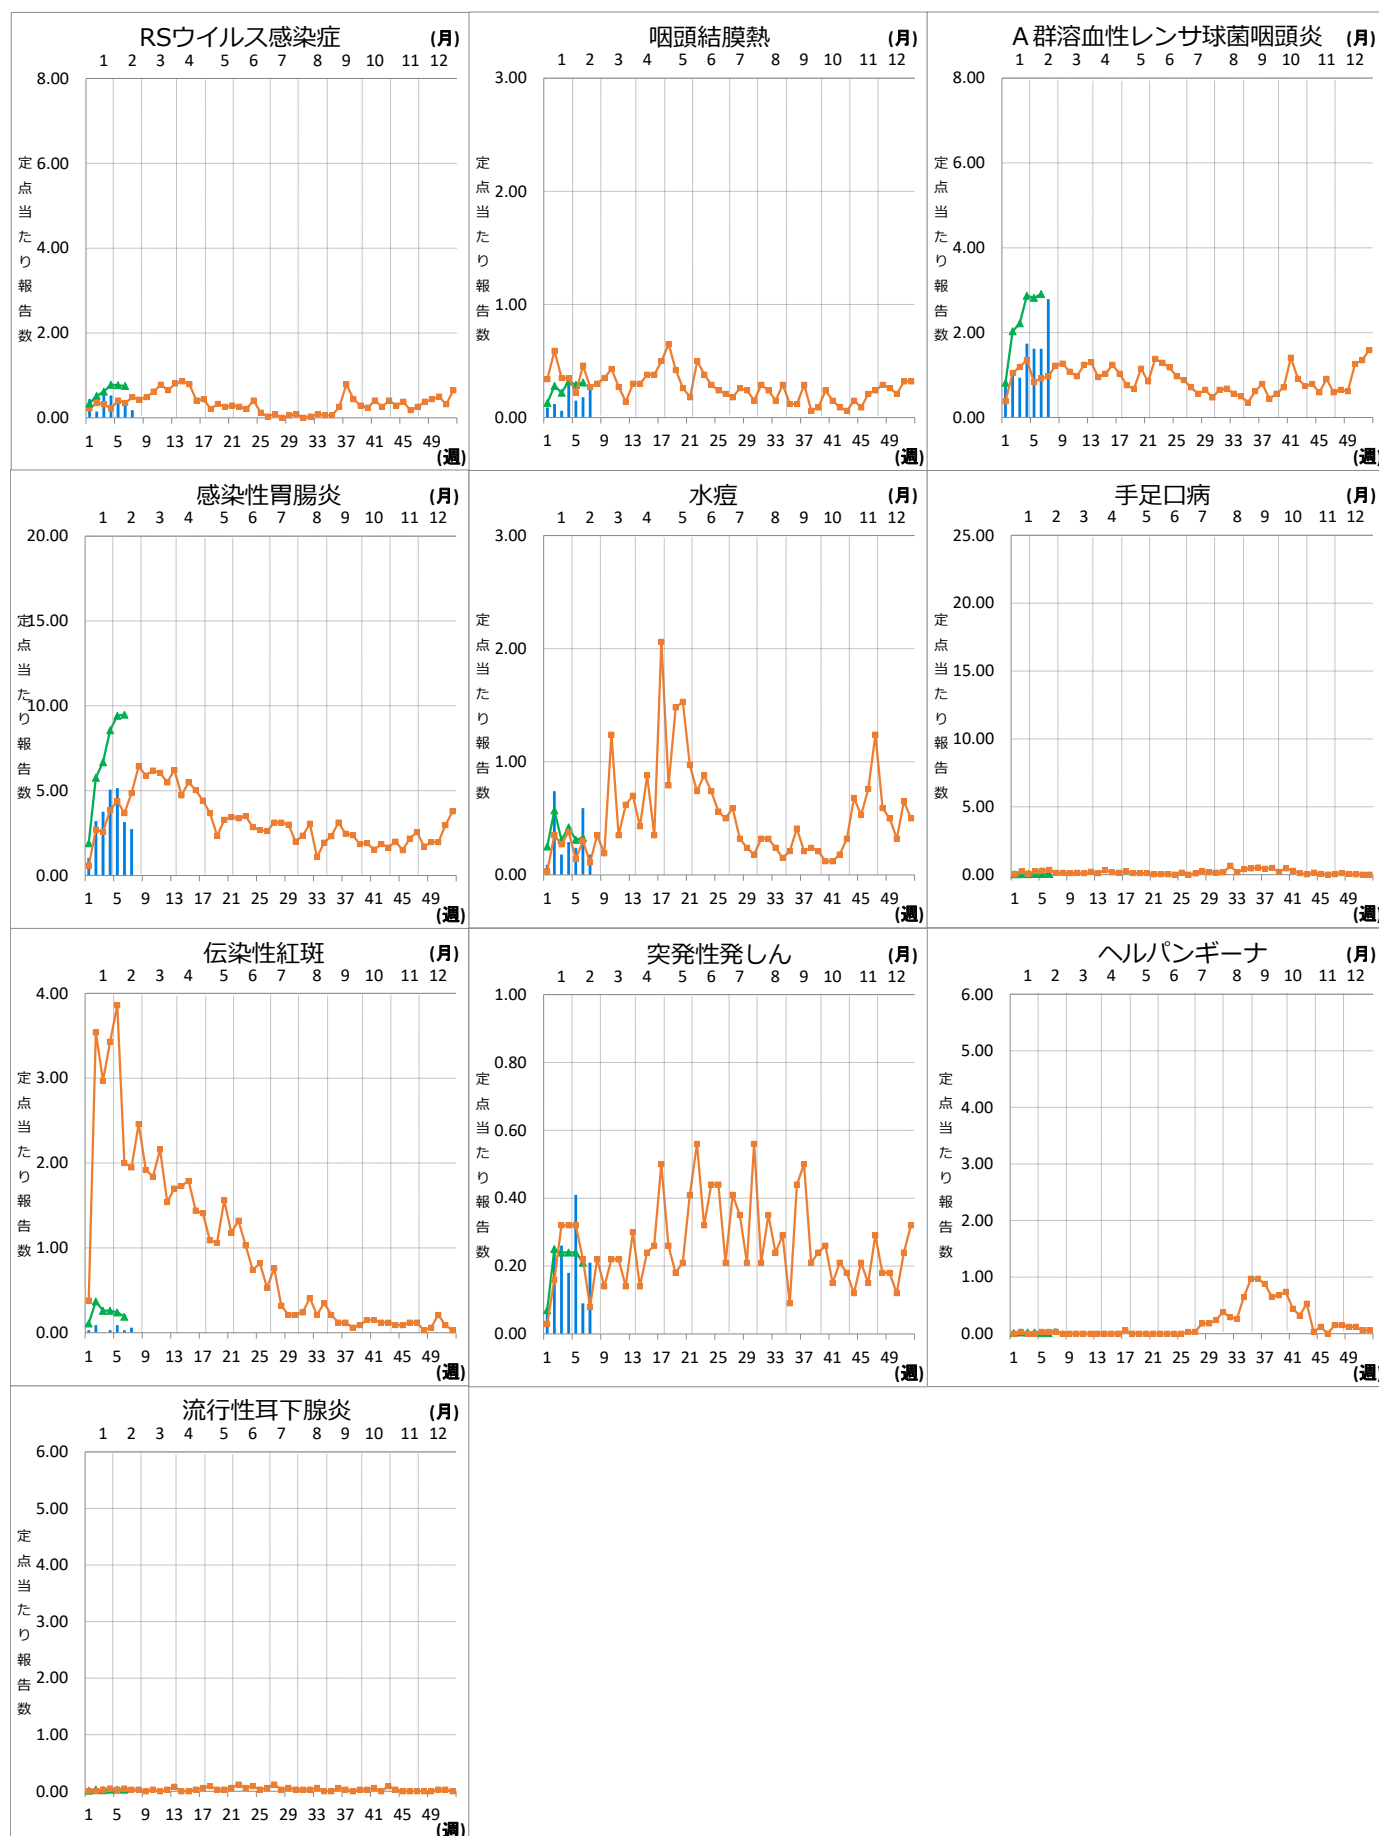 RSウイルス感染症 (月)
1 2 3 4 5 6 7 8 9 10 11 12
8.00
6.00
4.00
2.00
0.00
定点当たり報告数
1 5 9 13 17 21 25 29 33 37 41 45 49
(週)
咽頭結膜熱 (月)
1 2 3 4 5 6 7 8 9 10 11 12
3.00
2.00
1.00
0.00
定点当たり報告数
1 5 9 13 17 21 25 29 33 37 41 45 49
(週)
A群溶血性レンサ球菌咽頭炎 (月)
1 2 3 4 5 6 7 8 9 10 11 12
8.00
6.00
4.00
2.00
0.00
定点当たり報告数
1 5 9 13 17 21 25 29 33 37 41 45 49
(週)
感染性胃腸炎 (月)
1 2 3 4 5 6 7 8 9 10 11 12
20.00
15.00
10.00
5.00
0.00
定点当たり報告数
1 5 9 13 17 21 25 29 33 37 41 45 49
(週)
水痘 (月)
1 2 3 4 5 6 7 8 9 10 11 12
3.00
2.00
1.00
0.00
定点当たり報告数
1 5 9 13 17 21 25 29 33 37 41 45 49
(週)
手足口病 (月)
1 2 3 4 5 6 7 8 9 10 11 12
25.00
20.00
15.00
10.00
5.00
0.00
定点当たり報告数
1 5 9 13 17 21 25 29 33 37 41 45 49
(週)
伝染性紅斑 (月)
1 2 3 4 5 6 7 8 9 10 11 12
4.00
3.00
2.00
1.00
0.00
定点当たり報告数
1 5 9 13 17 21 25 29 33 37 41 45 49
(週)
突発性発しん (月)
1 2 3 4 5 6 7 8 9 10 11 12
1.00
0.80
0.60
0.40
0.20
0.00
定点当たり報告数
1 5 9 13 17 21 25 29 33 37 41 45 49
(週)
ヘルパンギーナ (月)
1 2 3 4 5 6 7 8 9 10 11 12
6.00
5.00
4.00
3.00
2.00
1.00
0.00
定点当たり報告数
1 5 9 13 17 21 25 29 33 37 41 45 49
(週)
流行性耳下腺炎 (月)
1 2 3 4 5 6 7 8 9 10 11 12
6.00
5.00
4.00
3.00
2.00
1.00
0.00
定点当たり報告数
1 5 9 13 17 21 25 29 33 37 41 45 49
(週)